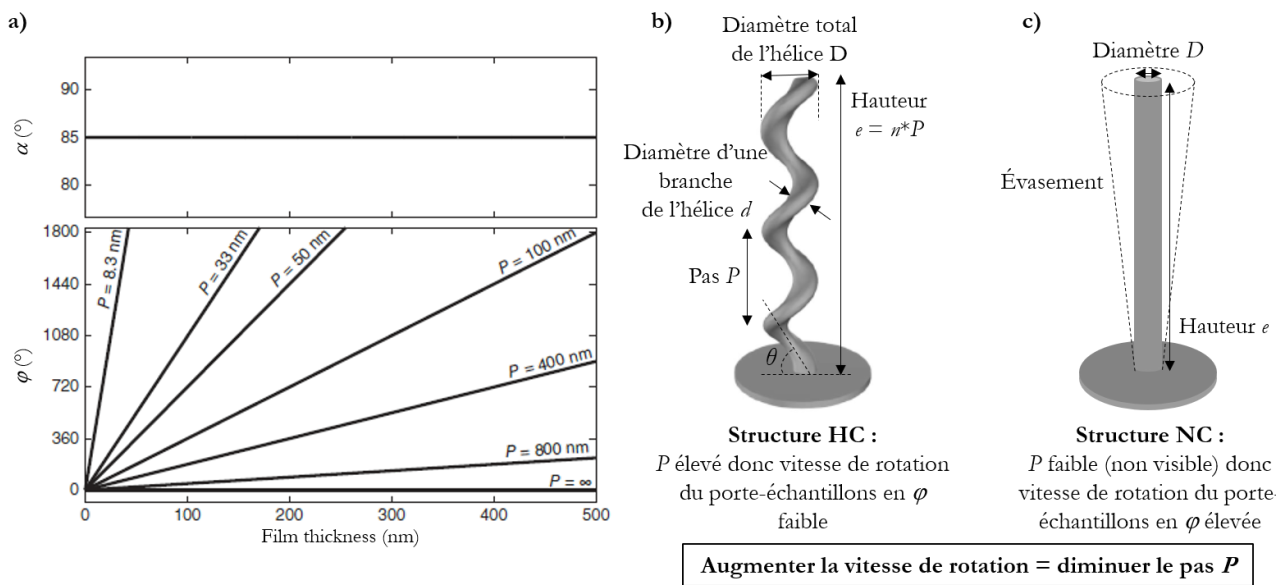 a)
90
85
80
α (°)
1800
1440
1080
720
360
0
φ (°)
P = 8.3 nm
P = 33 nm
P = 50 nm
P = 100 nm
P = 400 nm
P = 800 nm
P = ∞
0
100
200
300
400
500
Film thickness (nm)
b)
Diamètre total
de l’hélice D
Hauteur
e = n*P
Diamètre d’une
branche
de l’hélice d
Pas P
θ
Structure HC :
P élevé donc vitesse de rotation
du porte-échantillons en φ
faible
c)
Diamètre D
Évasement
Hauteur e
Structure NC :
P faible (non visible) donc
vitesse de rotation du porte-
échantillons en φ élevée
Augmenter la vitesse de rotation = diminuer le pas P